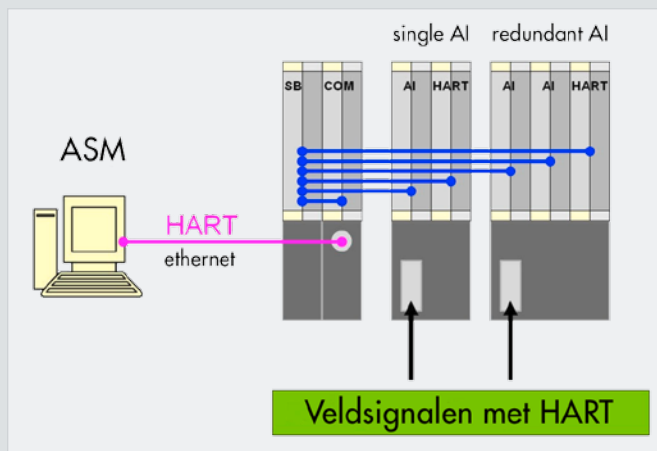 single AI
redundant AI
SB
COM
AI
HART
AI
AI
HART
ASM
HART
ethernet
Veldsignalen met HART